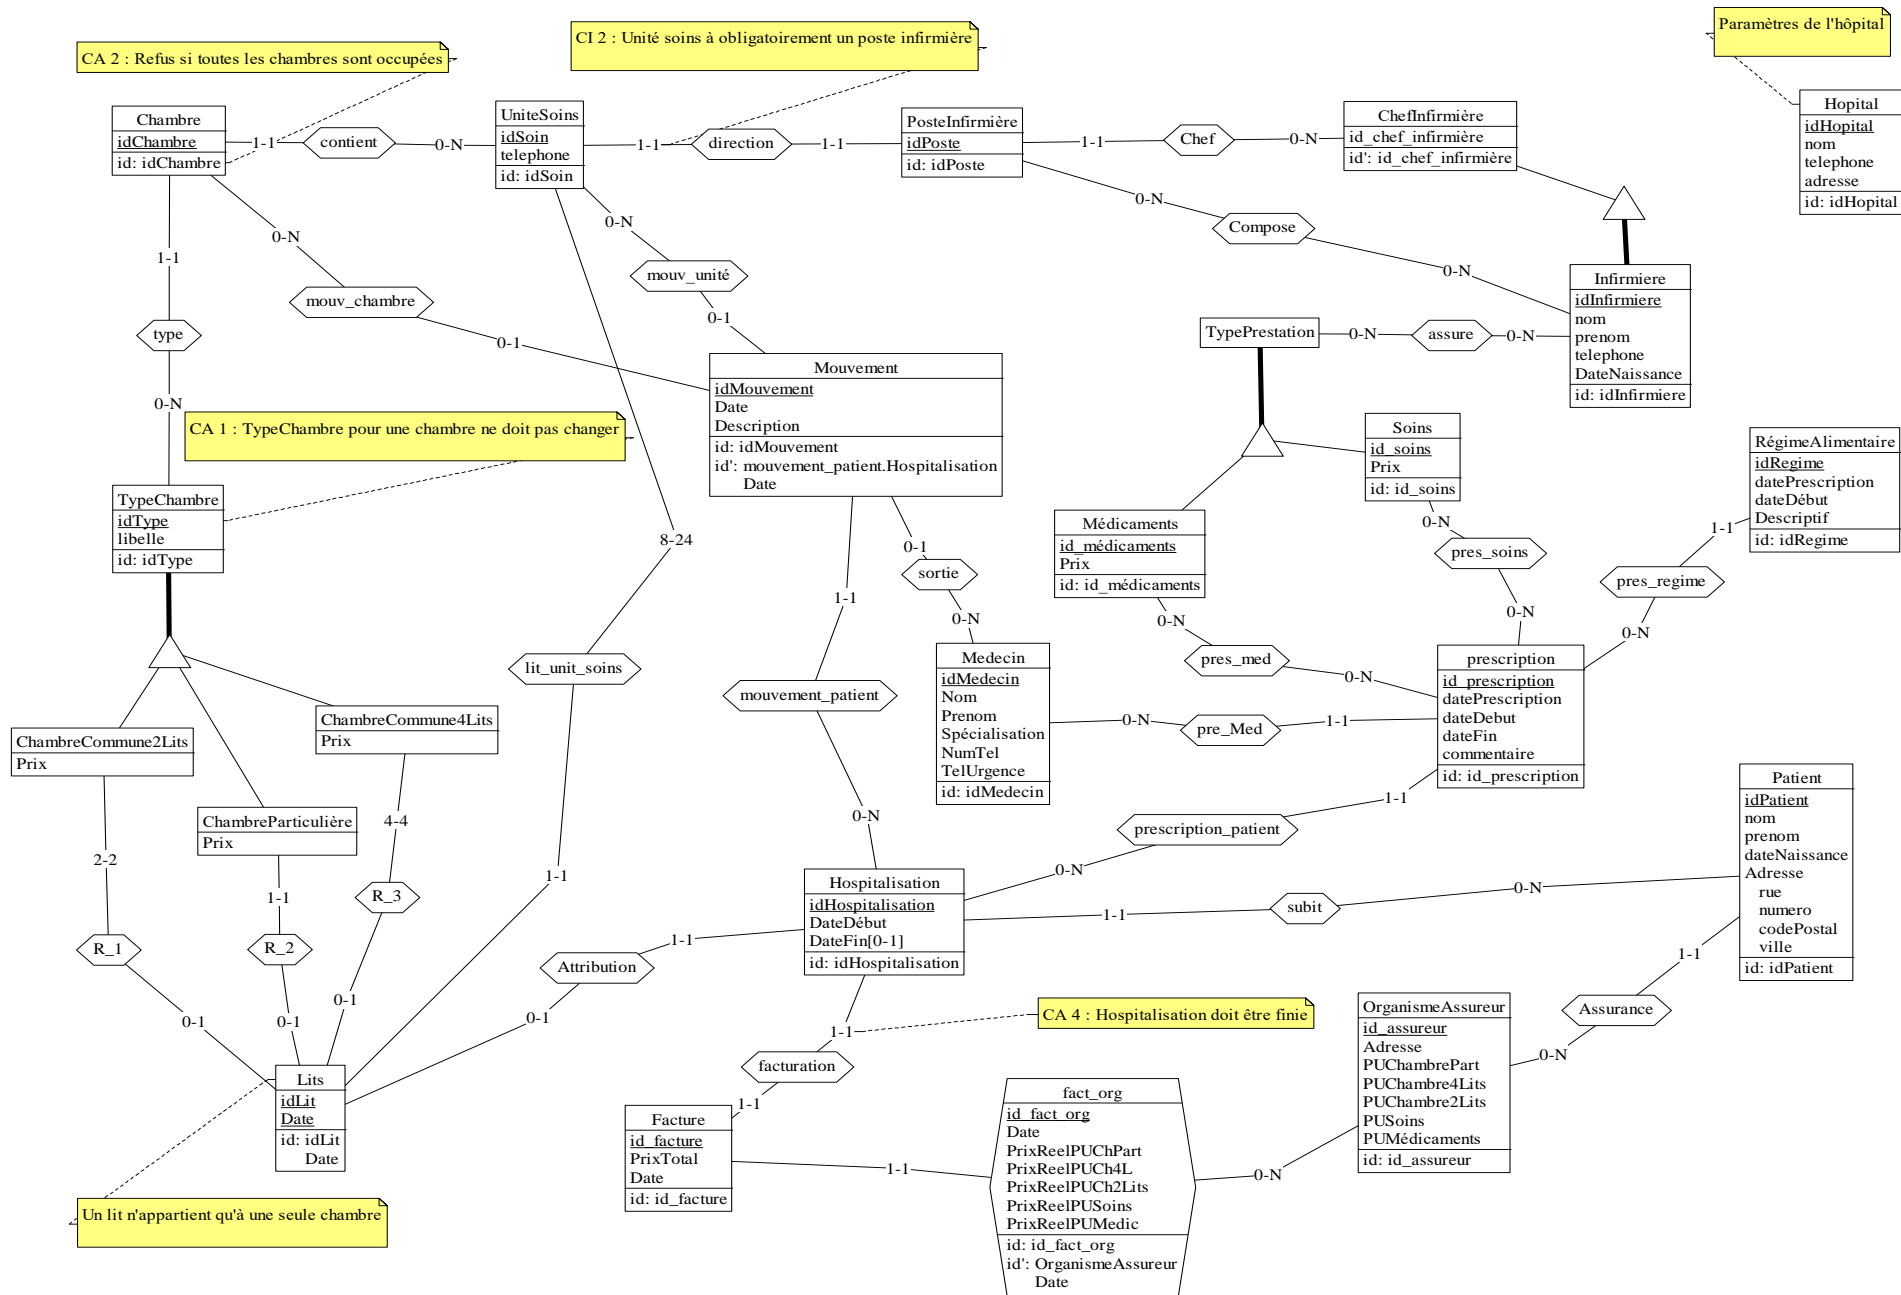 Paramètres de l'hôpital
CI 2 : Unité soins à obligatoirement un poste infirmière
CA 2 : Refus si toutes les chambres sont occupées
Chambre
idChambre
id: idChambre
1-1
contient
0-N
UniteSoins
idSoin
telephone
id: idSoin
1-1
direction
1-1
PosteInfirmière
idPoste
id: idPoste
1-1
Chef
0-N
ChefInfirmière
id_chef_infirmière
id': id_chef_infirmière
Hopital
idHopital
nom
telephone
adresse
id: idHopital
0-N
Compose
0-N
1-1
type
0-N
0-N
mouv_chambre
0-1
0-N
mouv_unité
0-1
Infirmiere
idInfirmiere
nom
prenom
telephone
DateNaissance
id: idInfirmiere
TypePrestation
0-N
assure
0-N
Mouvement
idMouvement
Date
Description
id: idMouvement
id': mouvement_patient.Hospitalisation
Date
CA 1 : TypeChambre pour une chambre ne doit pas changer
TypeChambre
idType
libelle
id: idType
Soins
id_soins
Prix
id: id_soins
RégimeAlimentaire
idRegime
datePrescription
dateDébut
Descriptif
id: idRegime
Médicaments
id_médicaments
Prix
id: id_médicaments
8-24
lit_unit_soins
1-1
0-1
sortie
0-N
1-1
mouvement_patient
0-N
0-N
pres_soins
0-N
1-1
pres_regime
0-N
0-N
pres_med
0-N
Medecin
idMedecin
Nom
Prenom
Spécialisation
NumTel
TelUrgence
id: idMedecin
0-N
pre_Med
1-1
prescription
id_prescription
datePrescription
dateDebut
dateFin
commentaire
id: id_prescription
ChambreCommune2Lits
Prix
ChambreCommune4Lits
Prix
ChambreParticulière
Prix
2-2
R_1
0-1
1-1
R_2
0-1
4-4
R_3
0-1
1-1
prescription_patient
0-N
Patient
idPatient
nom
prenom
dateNaissance
Adresse
rue
numero
codePostal
ville
id: idPatient
Hospitalisation
idHospitalisation
DateDébut
DateFin[0-1]
id: idHospitalisation
1-1
subit
0-N
1-1
Attribution
0-1
1-1
Assurance
0-N
CA 4 : Hospitalisation doit être finie
1-1
facturation
1-1
OrganismeAssureur
id_assureur
Adresse
PUChambrePart
PUChambre4Lits
PUChambre2Lits
PUSoins
PUMédicaments
id: id_assureur
Lits
idLit
Date
id: idLit
Date
Facture
id_facture
PrixTotal
Date
id: id_facture
1-1
fact_org
id_fact_org
Date
PrixReelPUChPart
PrixReelPUCh4L
PrixReelPUCh2Lits
PrixReelPUSoins
PrixReelPUMedic
id: id_fact_org
id': OrganismeAssureur
Date
0-N
Un lit n'appartient qu'à une seule chambre